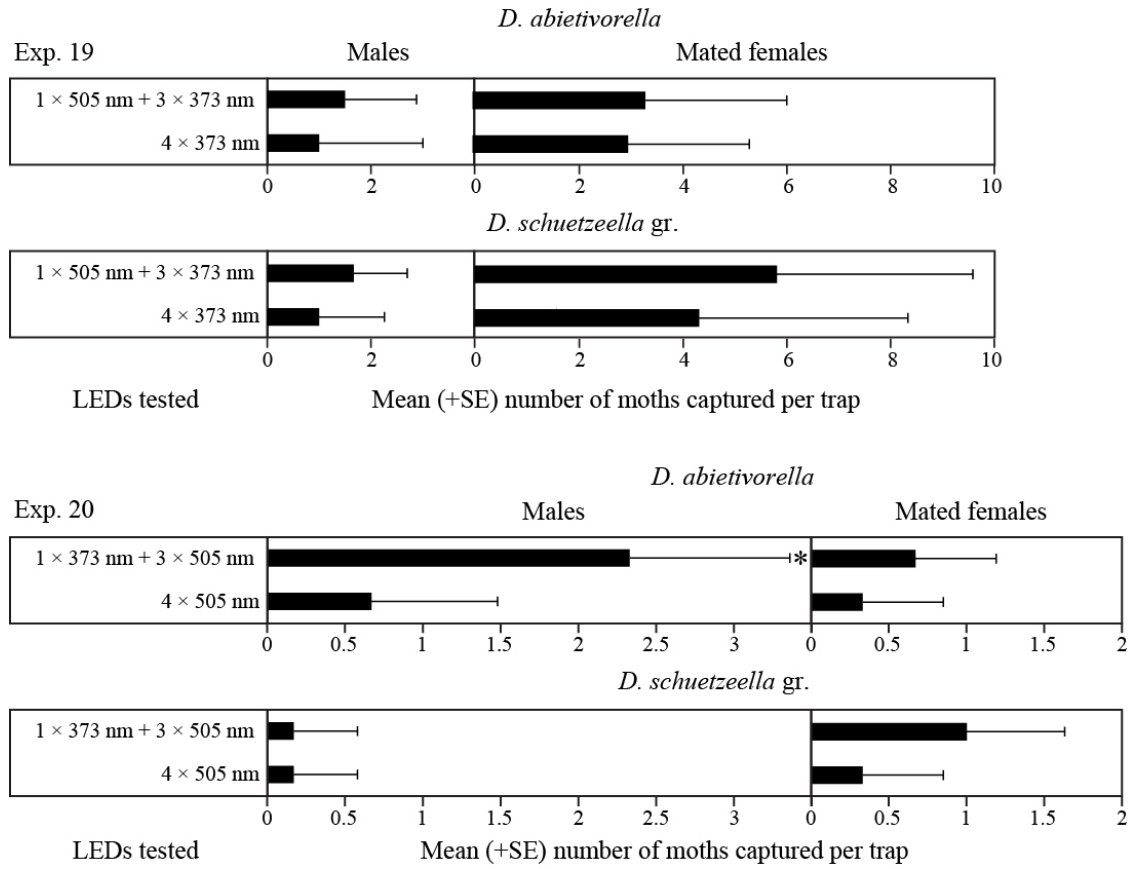 D. abietivorella
Exp. 19 Males Mated females
1 × 505 nm + 3 × 373 nm
4 × 373 nm
0 2 0 2 4 6 8 10
D. schuetzeella gr.
1 × 505 nm + 3 × 373 nm
4 × 373 nm
0 2 0 2 4 6 8 10
LEDs tested Mean (+SE) number of moths captured per trap
D. abietivorella
Exp. 20 Males Mated females
1 × 373 nm + 3 × 505 nm *
4 × 505 nm
0 0.5 1 1.5 2 2.5 3 0 0.5 1 1.5 2
D. schuetzeella gr.
1 × 373 nm + 3 × 505 nm
4 × 505 nm
0 0.5 1 1.5 2 2.5 3 0 0.5 1 1.5 2
LEDs tested Mean (+SE) number of moths captured per trap